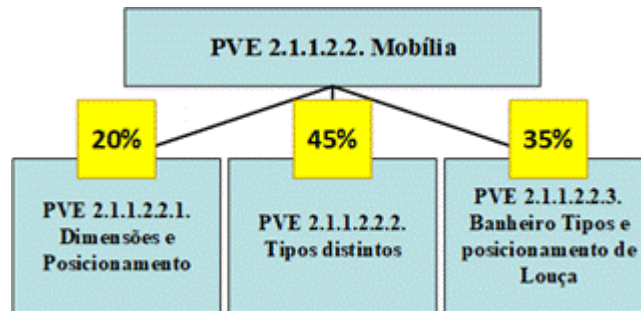 PVE 2.1.1.2.2. Mobília
20%
45%
35%
PVE 2.1.1.2.2.1.
Dimensões e
Posicionamento
PVE 2.1.1.2.2.2.
Tipos distintos
PVE 2.1.1.2.2.3.
Banheiro Tipos e
posicionamento de
Louça